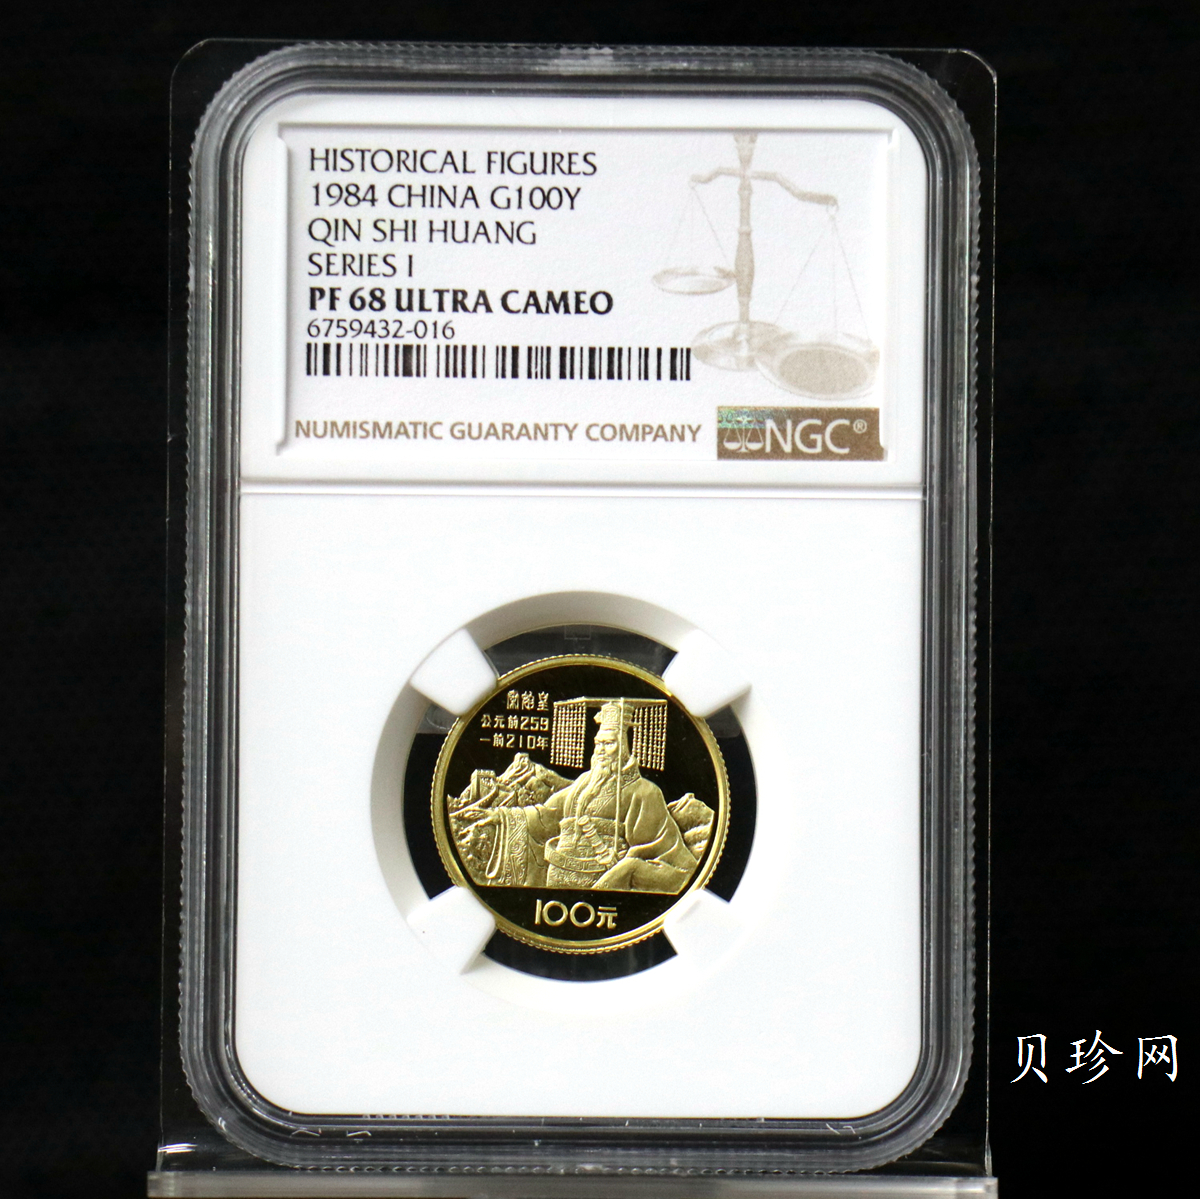 HISTORICAL FIGURES
1984 CHINA G100Y
QIN SHI HUANG
SERIES I
PF 68 ULTRA CAMEO
6759432-016
NUMISMATIC GUARANTY COMPANY
NGC®
始皇
公元前259
一前210年
100元
贝珍网